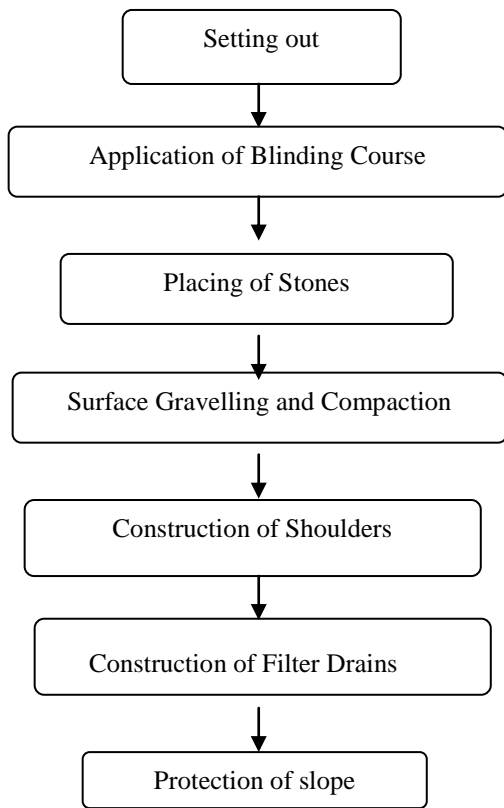 Setting out
Application of Blinding Course
Placing of Stones
Surface Gravelling and Compaction
Construction of Shoulders
Construction of Filter Drains
Protection of slope